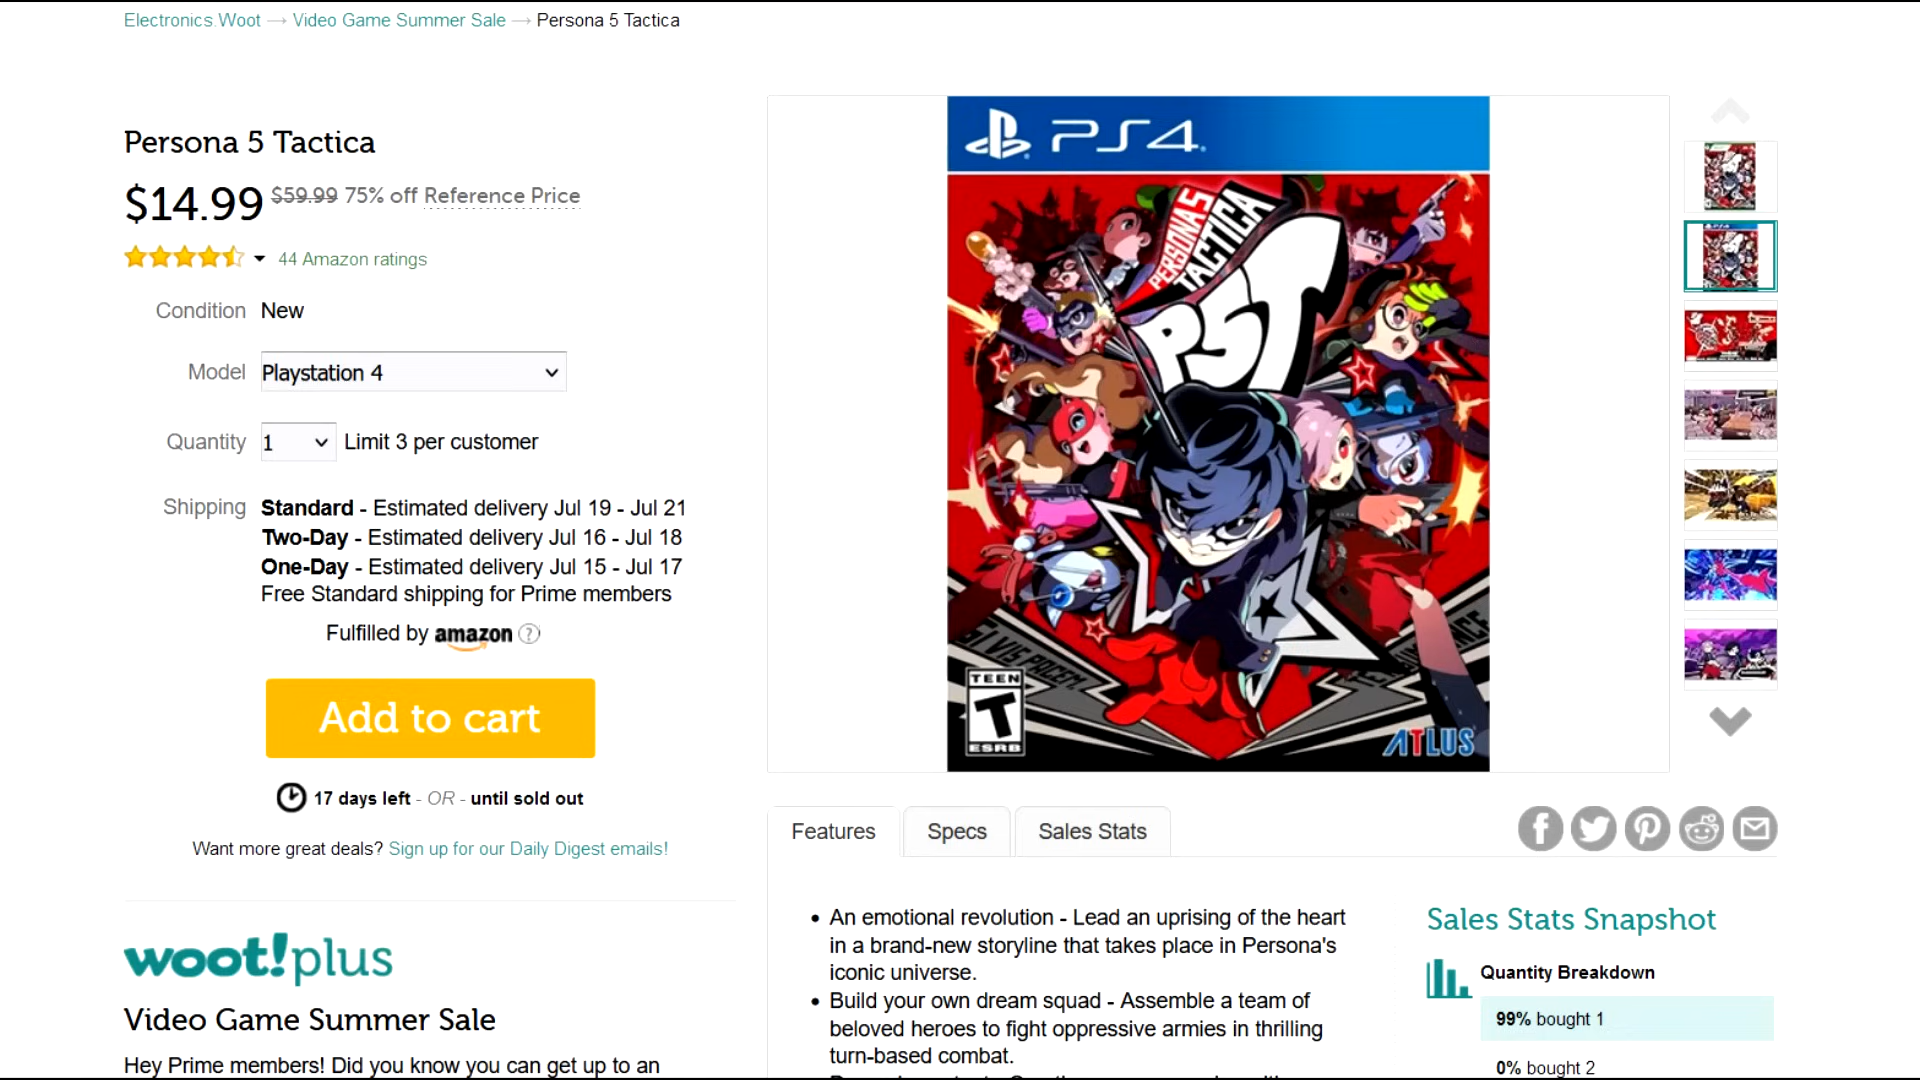 Electronics.Woot → Video Game Summer Sale → Persona 5 Tactica
Persona 5 Tactica
$14.99 $59.99 75% off Reference Price
44 Amazon ratings
Condition New
Model Playstation 4
Quantity 1 Limit 3 per customer
Shipping Standard - Estimated delivery Jul 19 - Jul 21
Two-Day - Estimated delivery Jul 16 - Jul 18
One-Day - Estimated delivery Jul 15 - Jul 17
Free Standard shipping for Prime members
Fulfilled by amazon ?
Add to cart
17 days left - OR - until sold out
Want more great deals? Sign up for our Daily Digest emails!
woot!plus
Video Game Summer Sale
Hey Prime members! Did you know you can get up to an
PS4
PERSONA5
TACTICA
P5T
TEEN
T
ESRB
ATLUS
Features Specs Sales Stats
• An emotional revolution - Lead an uprising of the heart
in a brand-new storyline that takes place in Persona's
iconic universe.
• Build your own dream squad - Assemble a team of
beloved heroes to fight oppressive armies in thrilling
turn-based combat.
Sales Stats Snapshot
Quantity Breakdown
99% bought 1
0% bought 2